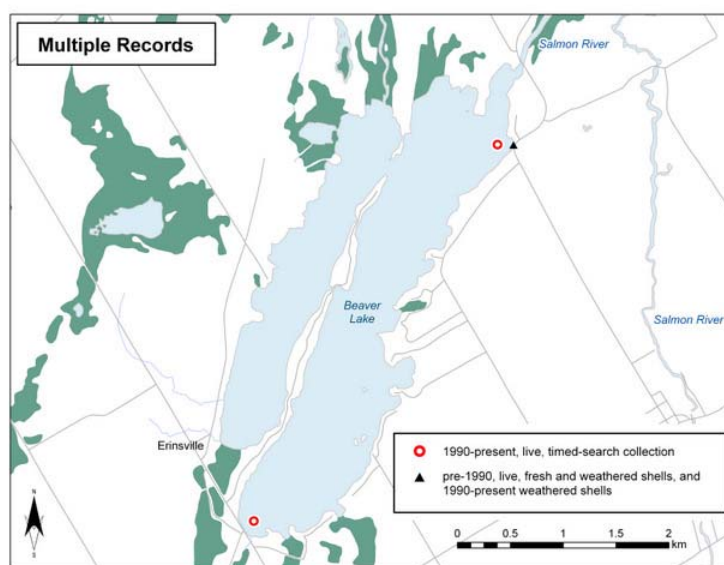 Multiple Records
Salmon River
Beaver
Lake
Salmon River
Erinsville
1990-present, live, timed-search collection
pre-1990, live, fresh and weathered shells, and
1990-present weathered shells
N
S
0 0.5 1 1.5 2
km